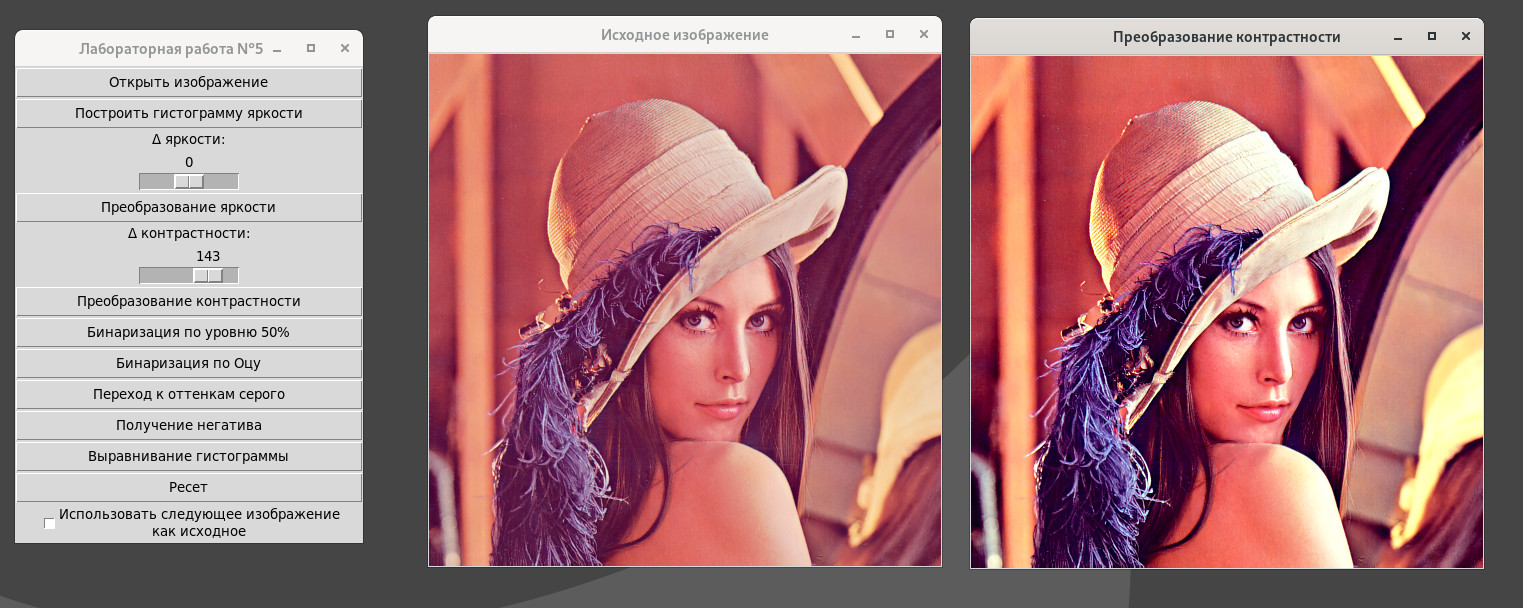 Лабораторная работа №5
Открыть изображение
Построить гистограмму яркости
Δ яркости:
0
Преобразование яркости
Δ контрастности:
143
Преобразование контрастности
Бинаризация по уровню 50%
Бинаризация по Оцу
Переход к оттенкам серого
Получение негатива
Выравнивание гистограммы
Ресет
Использовать следующее изображение
как исходное
Исходное изображение
Преобразование контрастности